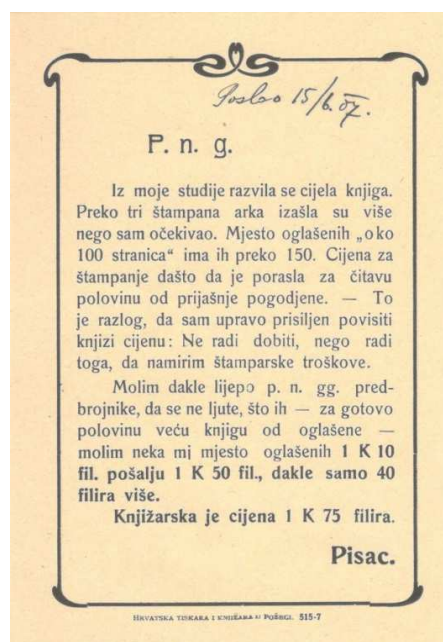 Poslao 15/6. 07.
P. n. g.
Iz moje studije razvila se cijela knjiga.
Preko tri štampana arka izašla su više
nego sam očekivao. Mjesto oglašenih „oko
100 stranica“ ima ih preko 150. Cijena za
štampanje dašto da je porasla za čitavu
polovinu od prijašnje pogodjene. — To
je razlog, da sam upravo prisiljen povisiti
knjizi cijenu: Ne radi dobiti, nego radi
toga, da namirim štamparske troškove.
Molim dakle lijepo p. n. gg. pred-
brojnike, da se ne ljute, što ih — za gotovo
polovinu veću knjigu od oglašene —
molim neka mi mjesto oglašenih 1 K 10
fil. pošalju 1 K 50 fil., dakle samo 40
filira više.
Knjižarska je cijena 1 K 75 filira.
Pisac.
HRVATSKA TISKARA I KNJIŽARA U POŽEGI. 515-7